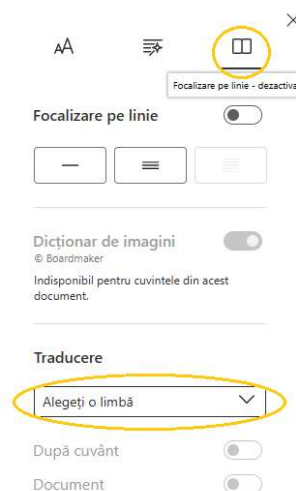 AA
Focalizare pe linie - dezactiva
Focalizare pe linie
Dicționar de imagini
© Boardmaker
Indisponibil pentru cuvintele din acest
document.
Traducere
Alegeți o limbă
După cuvânt
Document